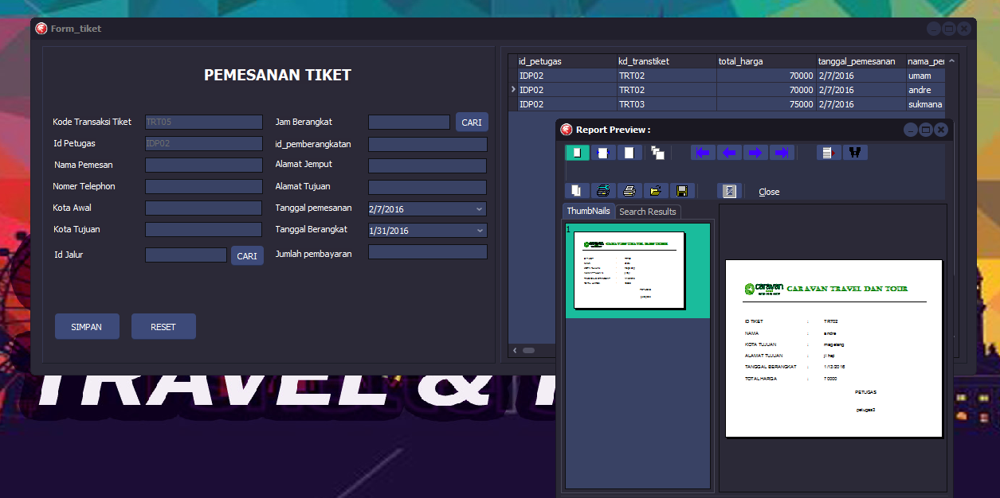 Form_tiket
PEMESANAN TIKET
Kode Transaksi Tiket TRT05
Id Petugas IDP02
Nama Pemesan
Nomer Telephon
Kota Awal
Kota Tujuan
Id Jalur CARI
Jam Berangkat CARI
id_pemberangkatan
Alamat Jemput
Alamat Tujuan
Tanggal pemesanan 2/7/2016
Tanggal Berangkat 1/31/2016
Jumlah pembayaran
SIMPAN RESET
id_petugas kd_transtiket total_harga tanggal_pemesanan nama_per
IDP02 TRT02 70000 2/7/2016 umam
IDP02 TRT02 70000 2/7/2016 andre
IDP02 TRT03 75000 2/7/2016 sukmana
Report Preview :
Close
ThumbNails Search Results
1
caravan CARAVAN TRAVEL DAN TOUR
ID TIKET : TRT02
NAMA : andre
KOTA TUJUAN : magelang
ALAMAT TUJUAN : jl haji
TANGGAL BERANGKAT : 1/13/2016
TOTAL HARGA : 70000
PETUGAS
petugas2
TRAVEL &